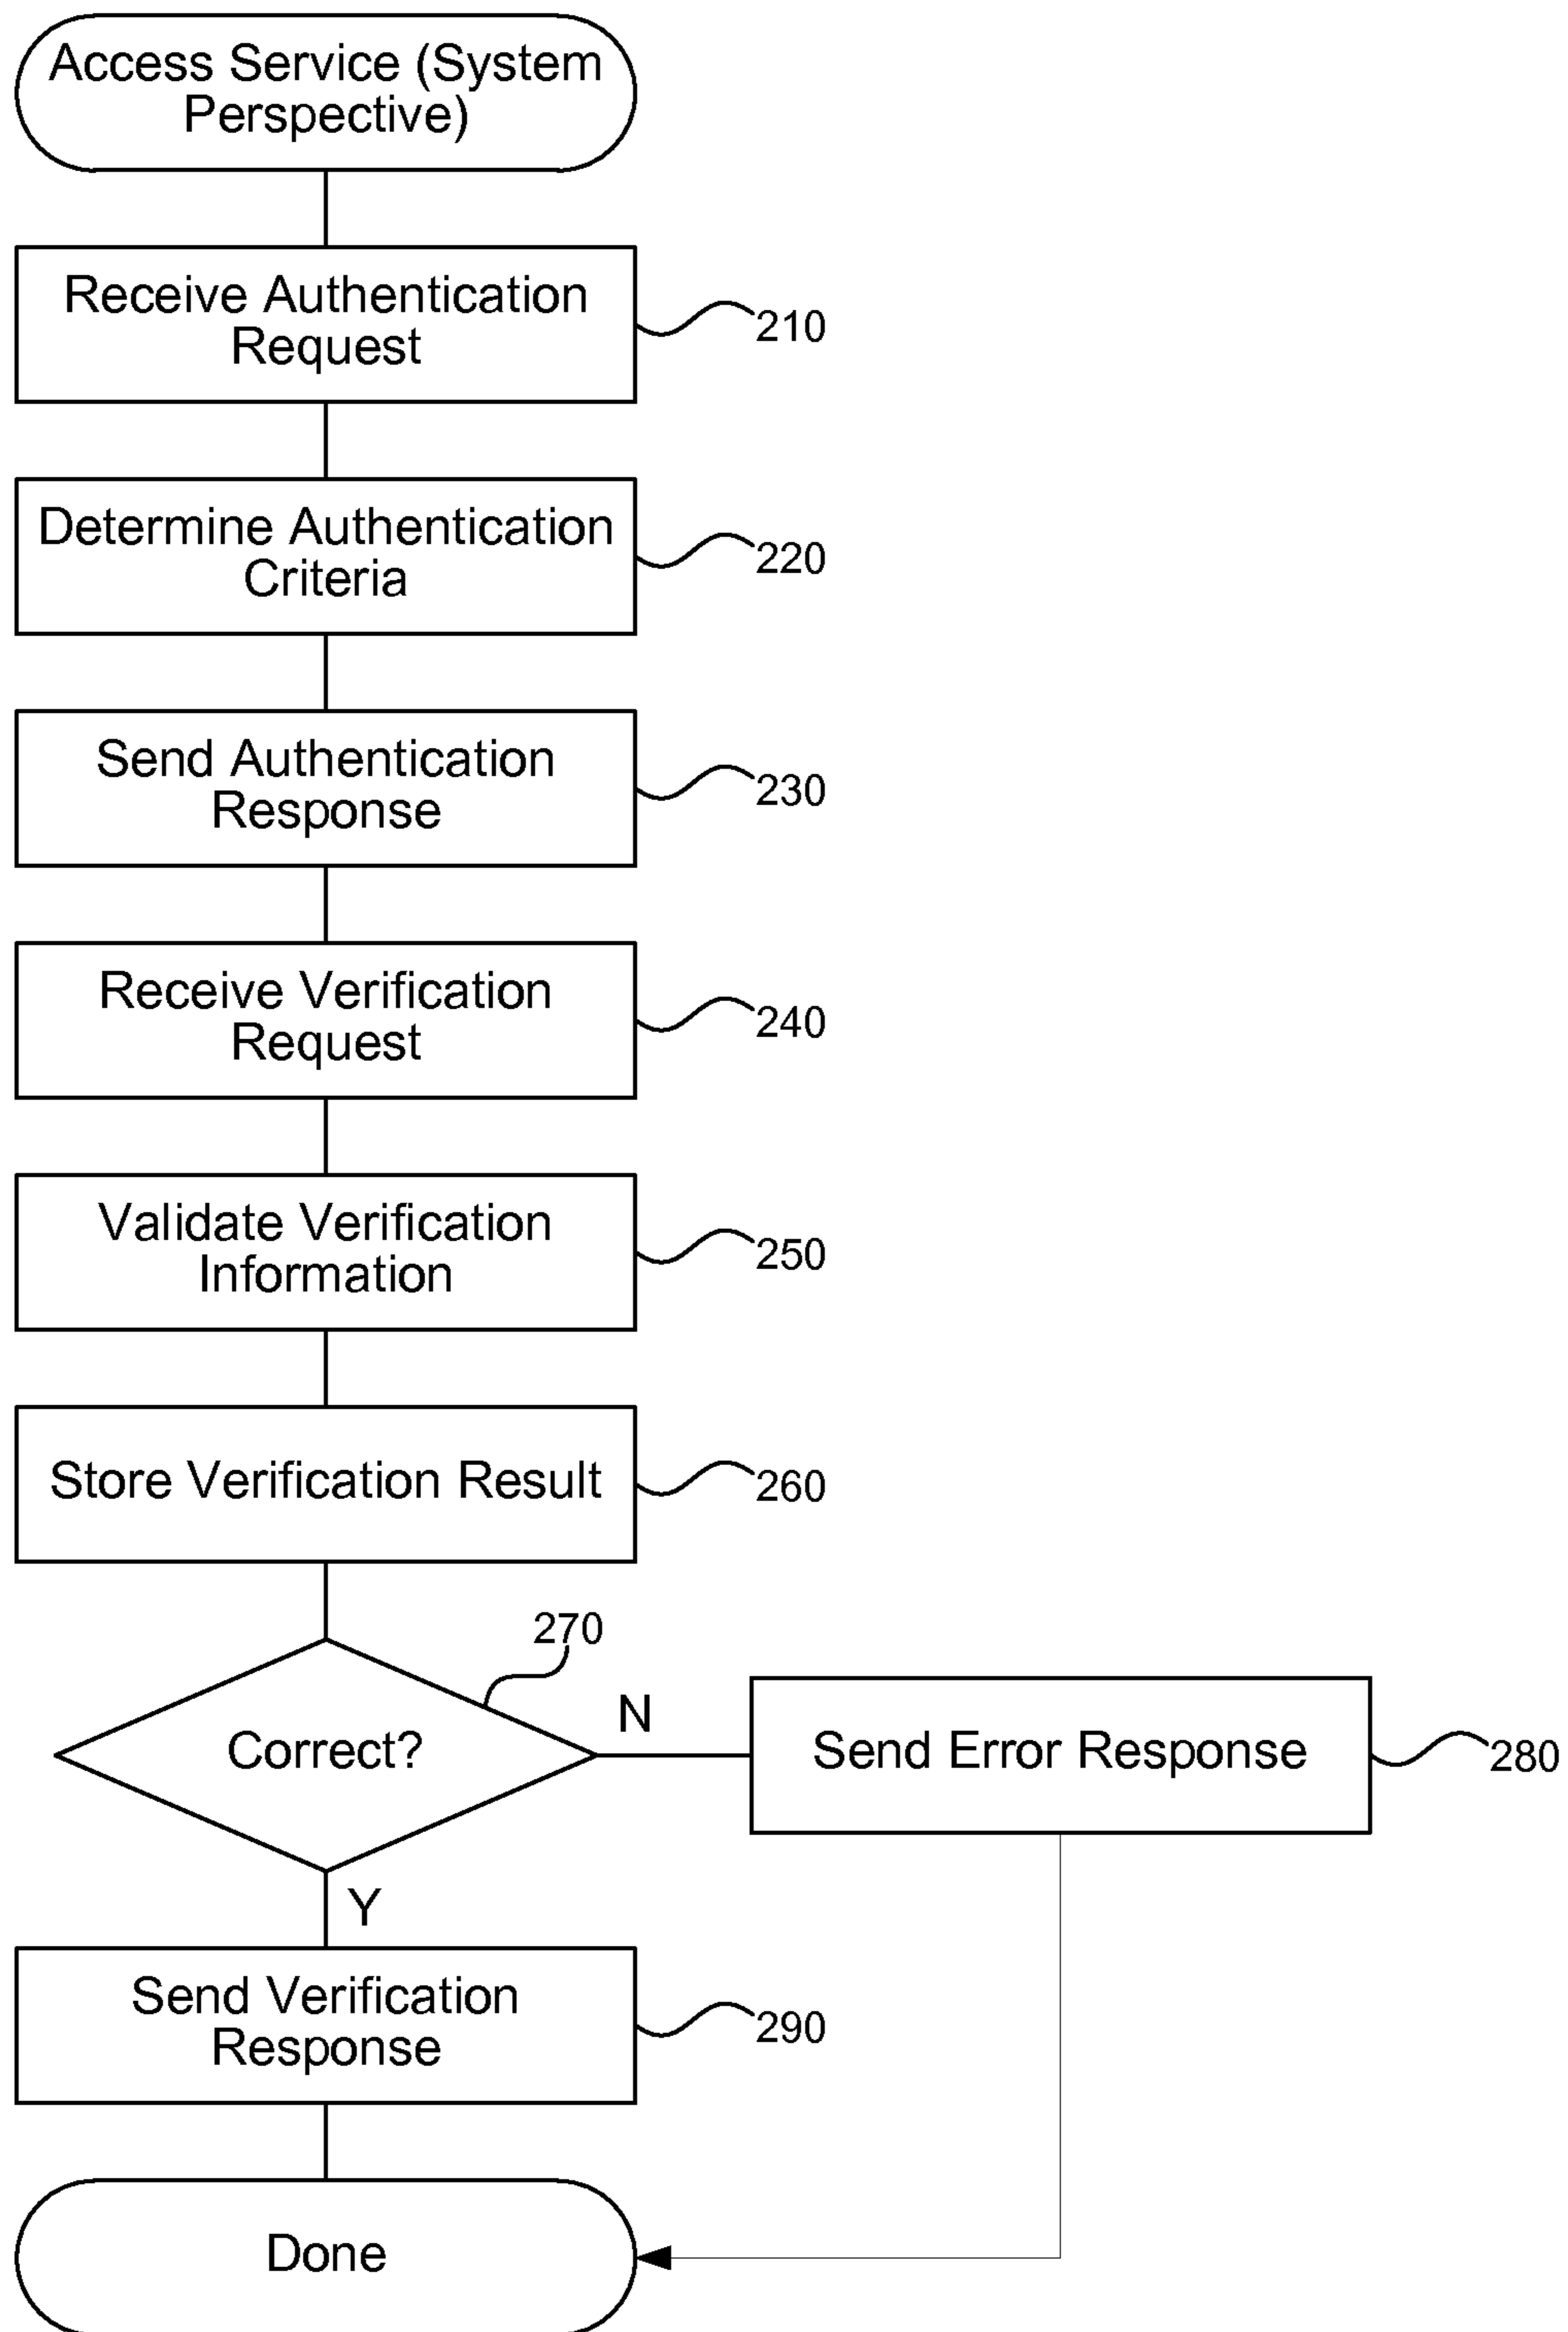 Access Service (System
Perspective)
Receive Authentication
Request
210
Determine Authentication
Criteria
220
Send Authentication
Response
230
Receive Verification
Request
240
Validate Verification
Information
250
Store Verification Result
260
270
Correct?
N
Send Error Response
280
Y
Send Verification
Response
290
Done